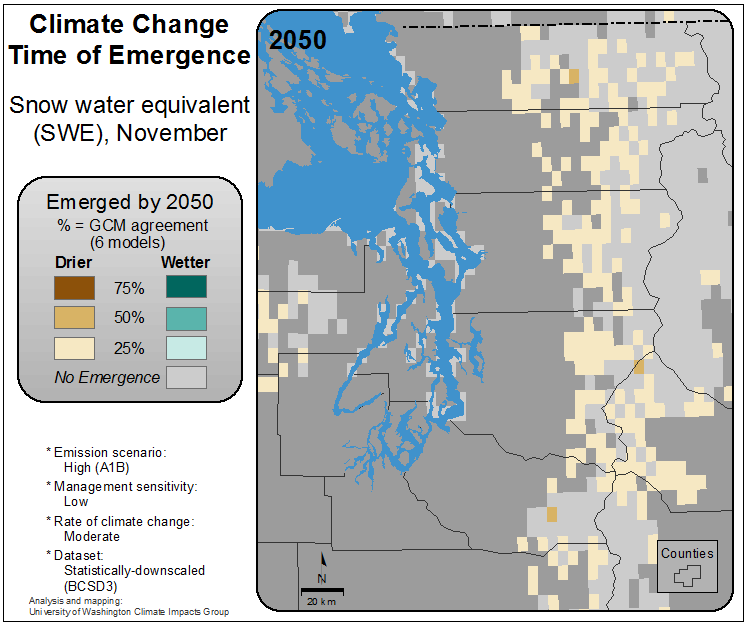 Climate Change
Time of Emergence
Snow water equivalent
(SWE), November
Emerged by 2050
% = GCM agreement
(6 models)
Drier Wetter
75%
50%
25%
No Emergence
* Emission scenario:
High (A1B)
* Management sensitivity:
Low
* Rate of climate change:
Moderate
* Dataset:
Statistically-downscaled
(BCSD3)
Analysis and mapping:
University of Washington Climate Impacts Group
2050
N
20 km
Counties